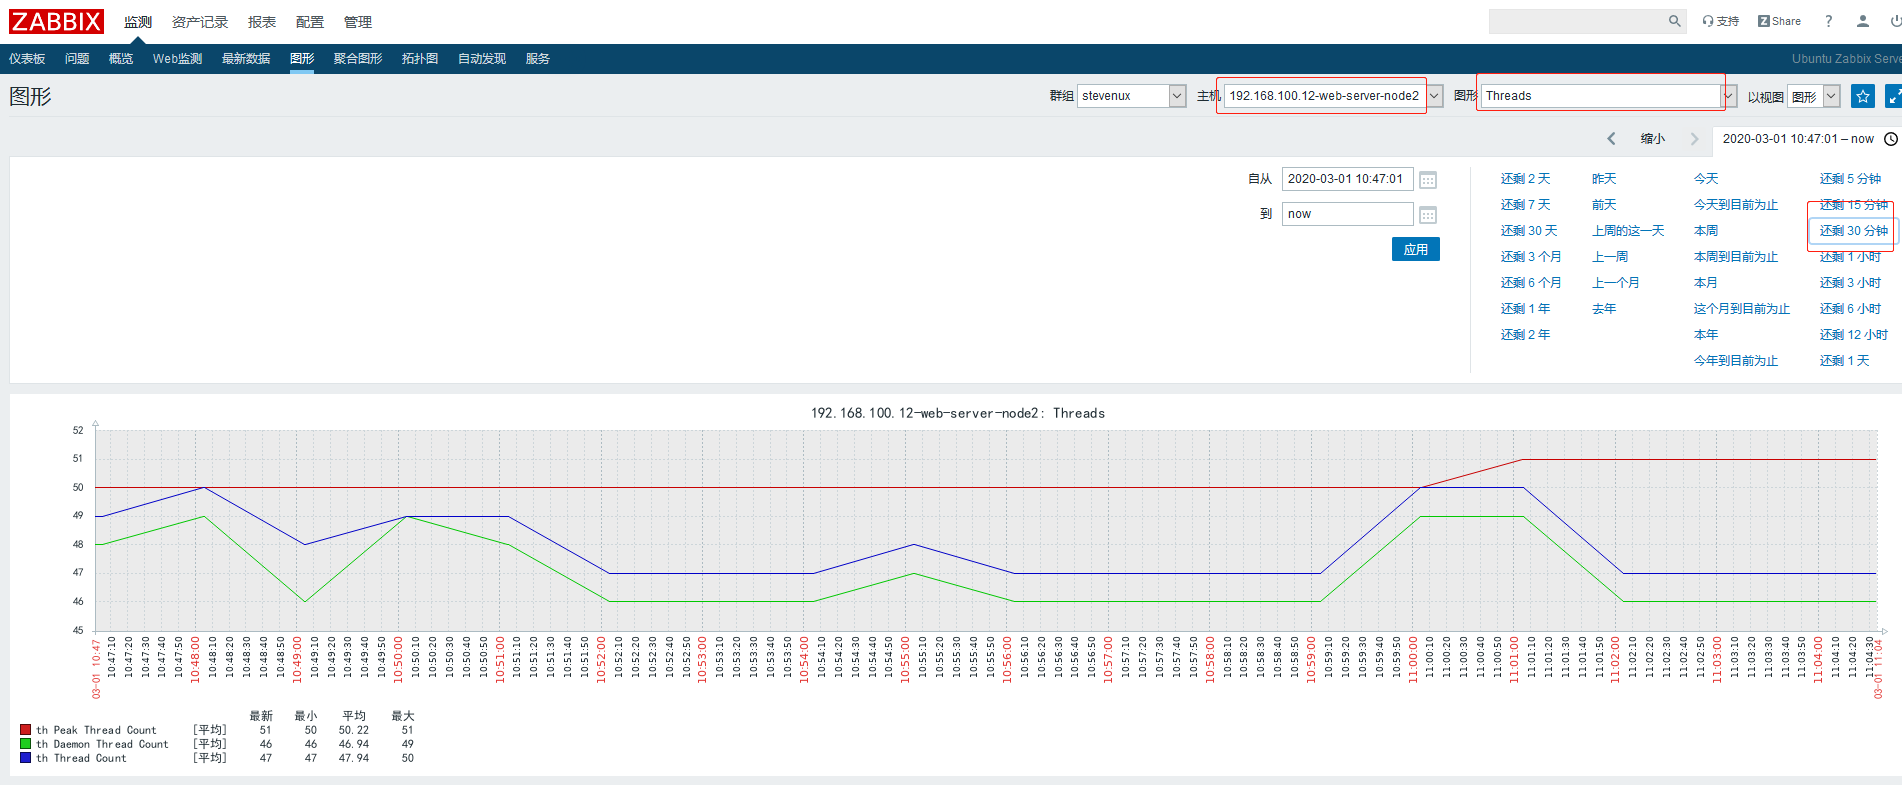 ZABBIX 监测 资产记录 报表 配置 管理 支持 Z Share ?
仪表板 问题 概览 Web监测 最新数据 图形 聚合图形 拓扑图 自动发现 服务 Ubuntu Zabbix Serve
图形 群组 stevenux 主机 192.168.100.12-web-server-node2 图形 Threads 以视图 图形
缩小 2020-03-01 10:47:01 – now
自从 2020-03-01 10:47:01
到 now
应用
还剩 2 天 昨天 今天 还剩 5 分钟
还剩 7 天 前天 今天到目前为止 还剩 15 分钟
还剩 30 天 上周的这一天 本周 还剩 30 分钟
还剩 3 个月 上一周 本周到目前为止 还剩 1 小时
还剩 6 个月 上一个月 本月 还剩 3 小时
还剩 1 年 去年 这个月到目前为止 还剩 6 小时
还剩 2 年 本年 还剩 12 小时
今年到目前为止 还剩 1 天
192.168.100.12-web-server-node2: Threads
52
51
50
49
48
47
46
45
03-01 10:47 10:47:10 10:47:20 10:47:30 10:47:40 10:47:50 10:48:00 10:48:10 10:48:20 10:48:30 10:48:40 10:48:50 10:49:00 10:49:10 10:49:20 10:49:30 10:49:40 10:49:50 10:50:00 10:50:10 10:50:20 10:50:30 10:50:40 10:50:50 10:51:00 10:51:10 10:51:20 10:51:30 10:51:40 10:51:50 10:52:00 10:52:10 10:52:20 10:52:30 10:52:40 10:52:50 10:53:00 10:53:10 10:53:20 10:53:30 10:53:40 10:53:50 10:54:00 10:54:10 10:54:20 10:54:30 10:54:40 10:54:50 10:55:00 10:55:10 10:55:20 10:55:30 10:55:40 10:55:50 10:56:00 10:56:10 10:56:20 10:56:30 10:56:40 10:56:50 10:57:00 10:57:10 10:57:20 10:57:30 10:57:40 10:57:50 10:58:00 10:58:10 10:58:20 10:58:30 10:58:40 10:58:50 10:59:00 10:59:10 10:59:20 10:59:30 10:59:40 10:59:50 11:00:00 11:00:10 11:00:20 11:00:30 11:00:40 11:00:50 11:01:00 11:01:10 11:01:20 11:01:30 11:01:40 11:01:50 11:02:00 11:02:10 11:02:20 11:02:30 11:02:40 11:02:50 11:03:00 11:03:10 11:03:20 11:03:30 11:03:40 11:03:50 11:04:00 11:04:10 11:04:20 11:04:30 03-01 11:04
最新 最小 平均 最大
th Peak Thread Count [平均] 51 50 50.22 51
th Daemon Thread Count [平均] 46 46 46.94 49
th Thread Count [平均] 47 47 47.94 50